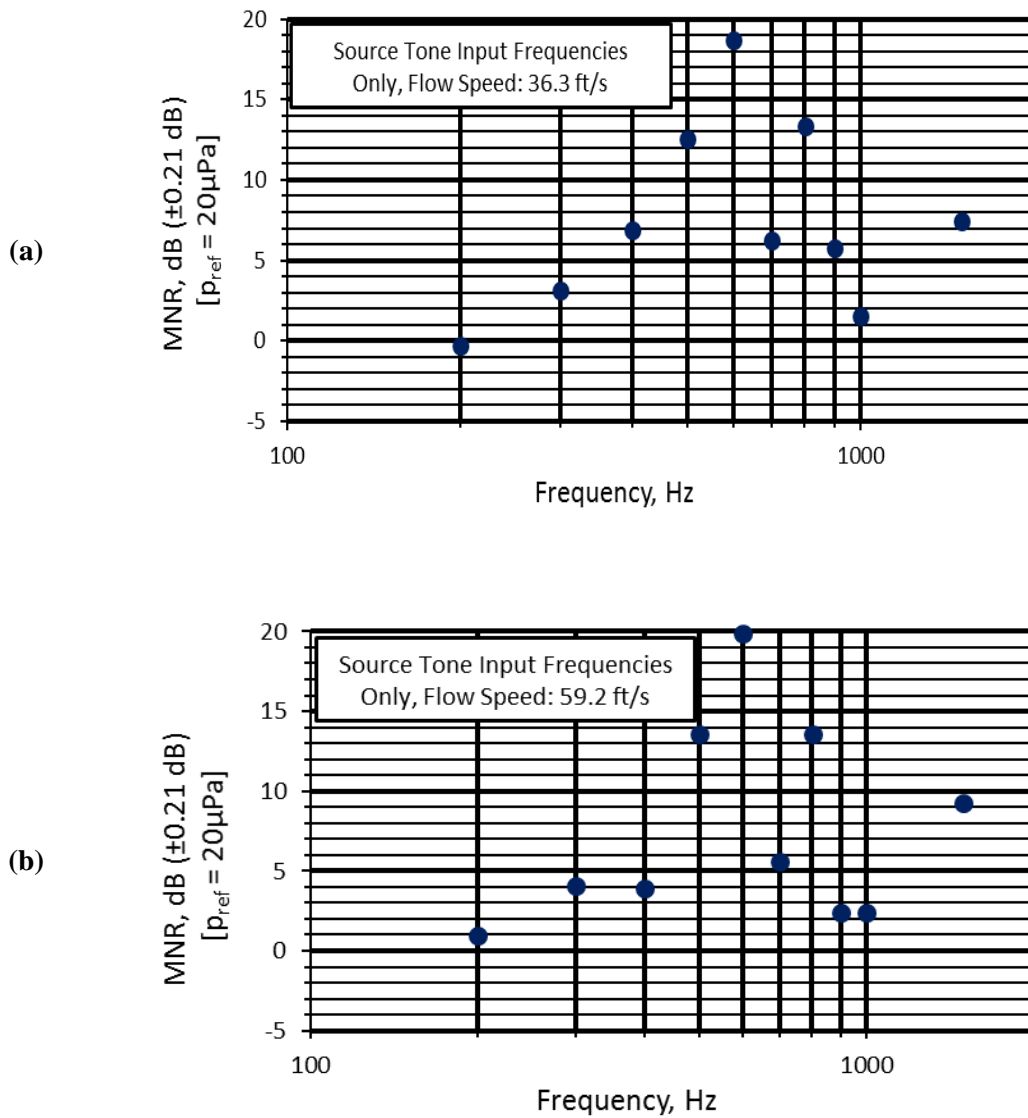 (a)
MNR, dB (±0.21 dB)
[pref = 20µPa]
20
15
10
5
0
-5
Source Tone Input Frequencies
Only, Flow Speed: 36.3 ft/s
100
1000
Frequency, Hz
(b)
MNR, dB (±0.21 dB)
[pref = 20µPa]
20
15
10
5
0
-5
Source Tone Input Frequencies
Only, Flow Speed: 59.2 ft/s
100
1000
Frequency, Hz